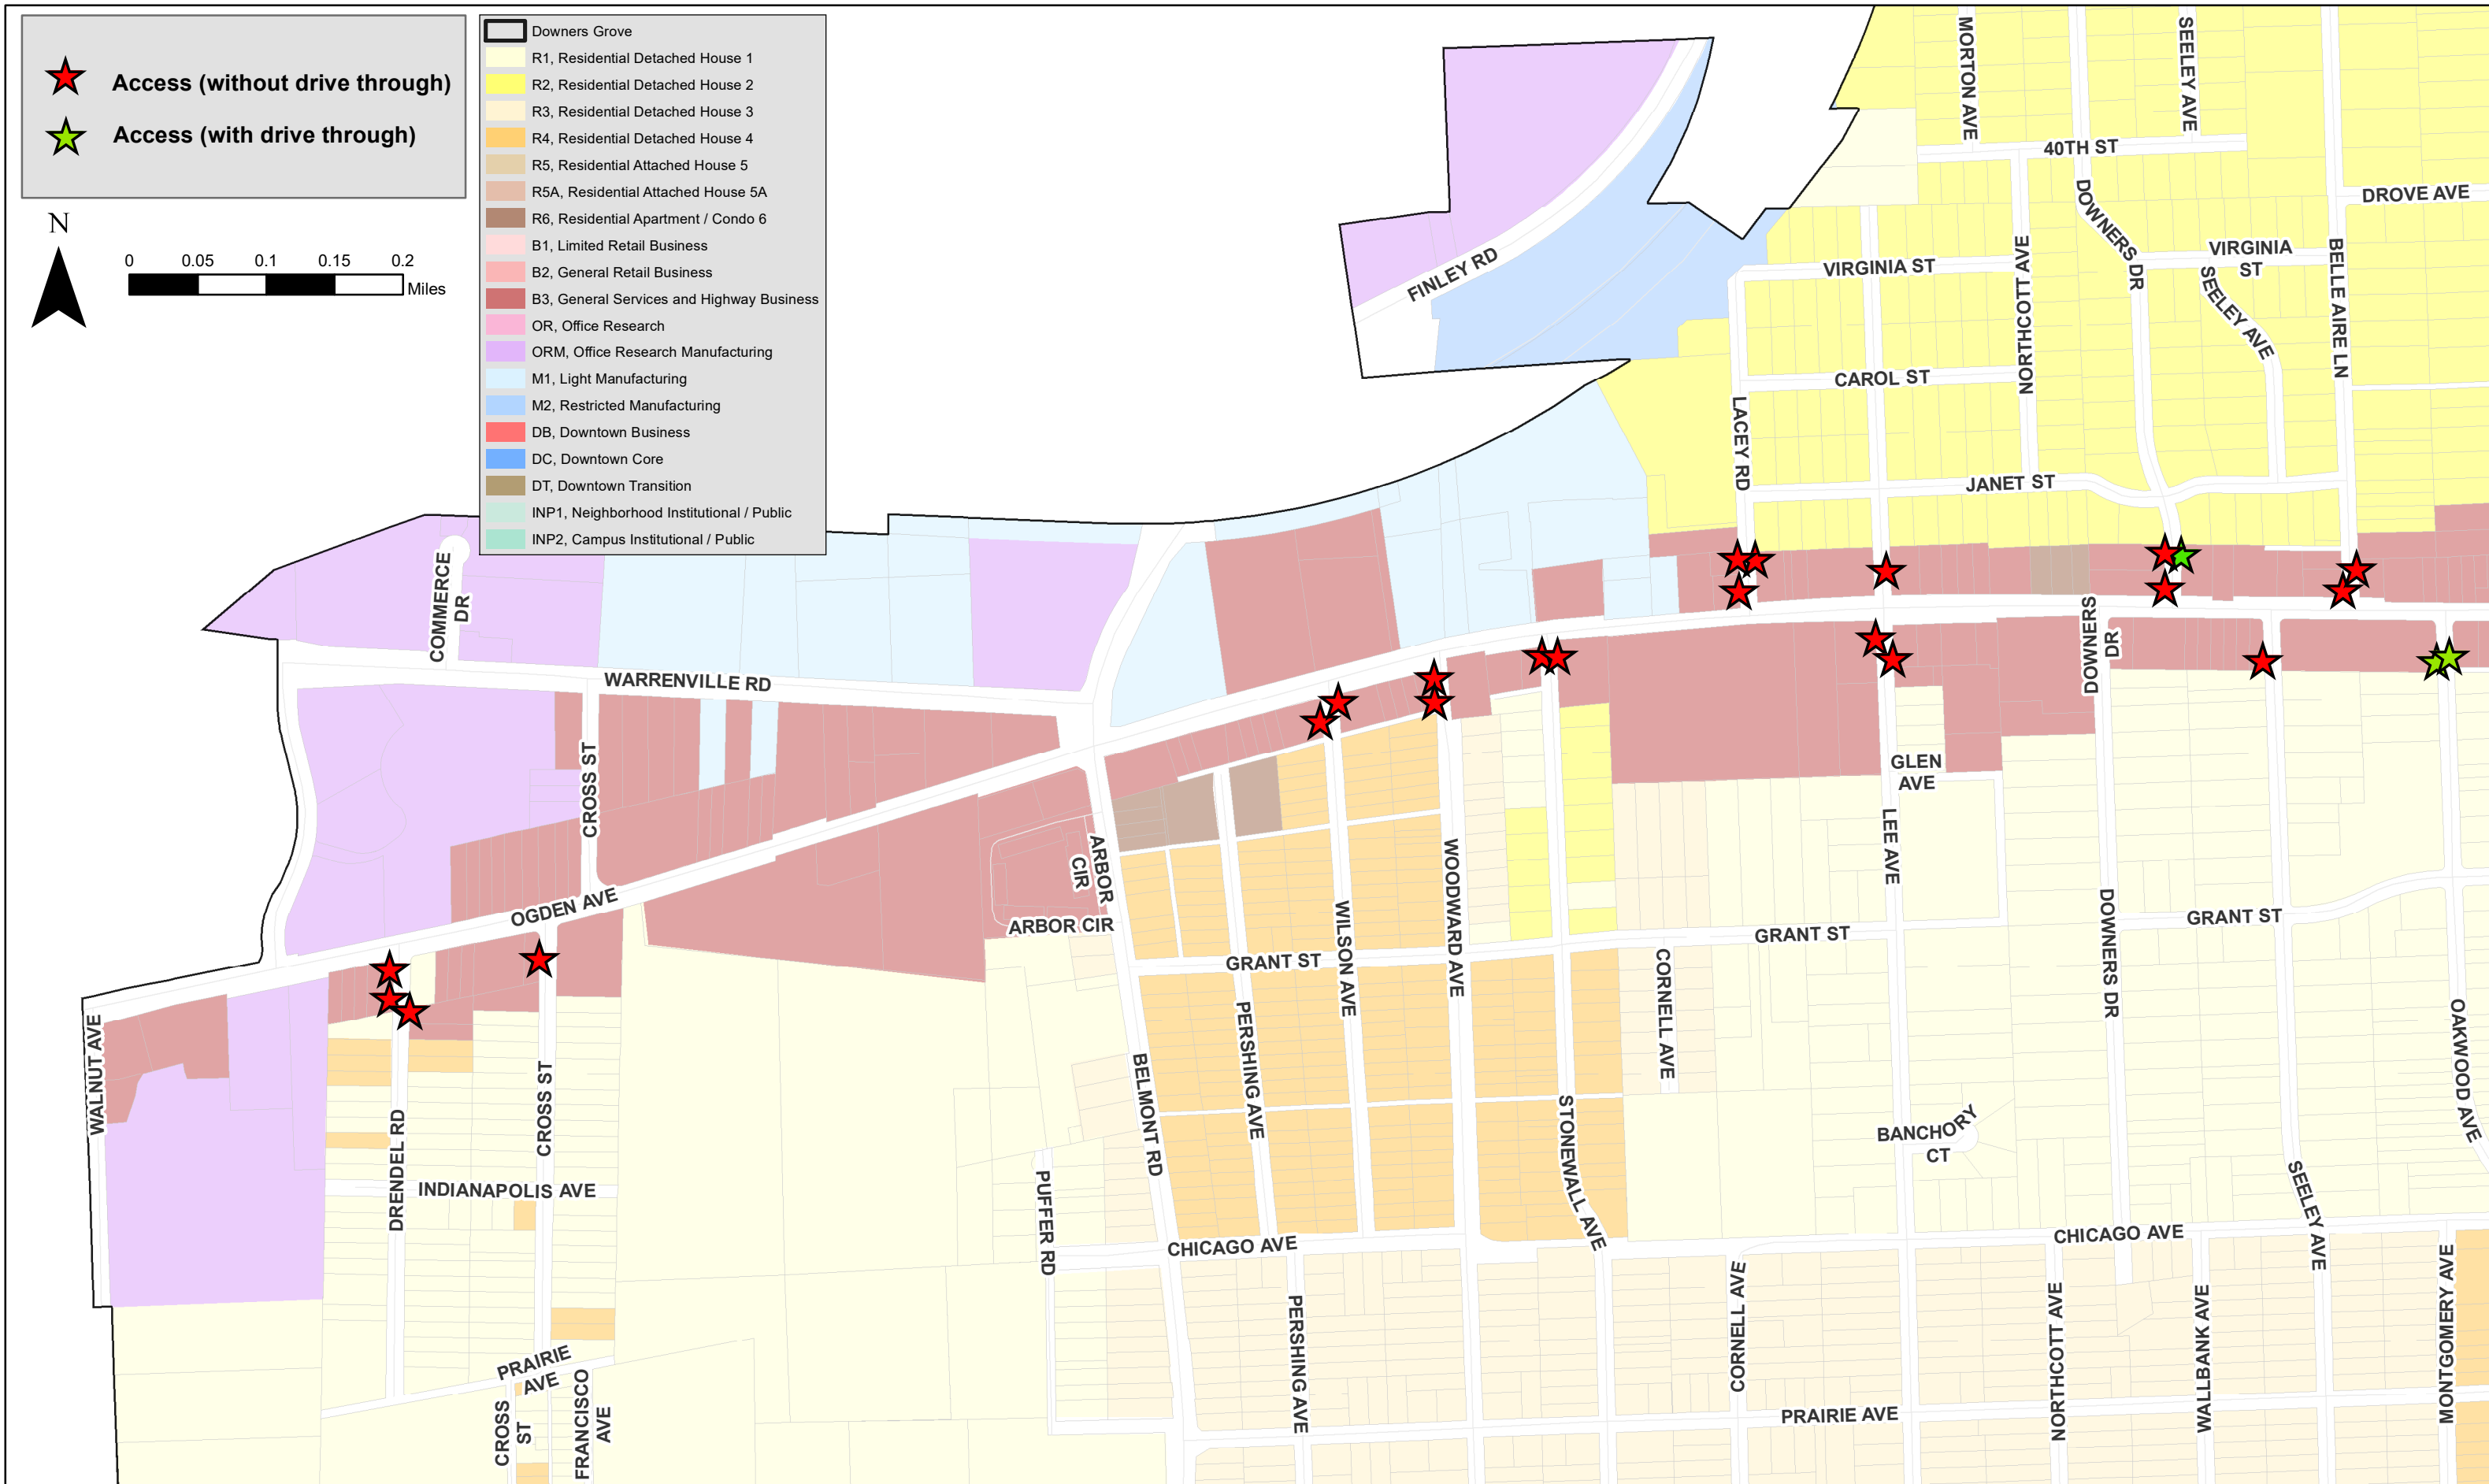 Access (without drive through)
Access (with drive through)
N
0 0.05 0.1 0.15 0.2
Miles
Downers Grove
R1, Residential Detached House 1
R2, Residential Detached House 2
R3, Residential Detached House 3
R4, Residential Detached House 4
R5, Residential Attached House 5
R5A, Residential Attached House 5A
R6, Residential Apartment / Condo 6
B1, Limited Retail Business
B2, General Retail Business
B3, General Services and Highway Business
OR, Office Research
ORM, Office Research Manufacturing
M1, Light Manufacturing
M2, Restricted Manufacturing
DB, Downtown Business
DC, Downtown Core
DT, Downtown Transition
INP1, Neighborhood Institutional / Public
INP2, Campus Institutional / Public
MORTON AVE
SEELEY AVE
40TH ST
DROVE AVE
DOWNERS DR
VIRGINIA
ST
VIRGINIA ST
NORTHCOTT AVE
SEELEY AVE
BELLE AIRE LN
FINLEY RD
CAROL ST
LACEY RD
JANET ST
COMMERCE
DR
WARRENVILLE RD
CROSS ST
OGDEN AVE
DOWNERS
DR
GLEN
AVE
LEE AVE
ARBOR
CIR
ARBOR CIR
GRANT ST
WILSON AVE
WOODWARD AVE
GRANT ST
GRANT ST
CORNELL AVE
DOWNERS DR
OAKWOOD AVE
WALNUT AVE
DRENDEL RD
CROSS ST
PERSHING AVE
BELMONT RD
STONEWALL AVE
BANCHORY
CT
INDIANAPOLIS AVE
PUFFER RD
CHICAGO AVE
CHICAGO AVE
SEELEY AVE
PERSHING AVE
CORNELL AVE
NORTHCOTT AVE
WALLBANK AVE
MONTGOMERY AVE
PRAIRIE
AVE
CROSS
ST
FRANCISCO
AVE
PRAIRIE AVE